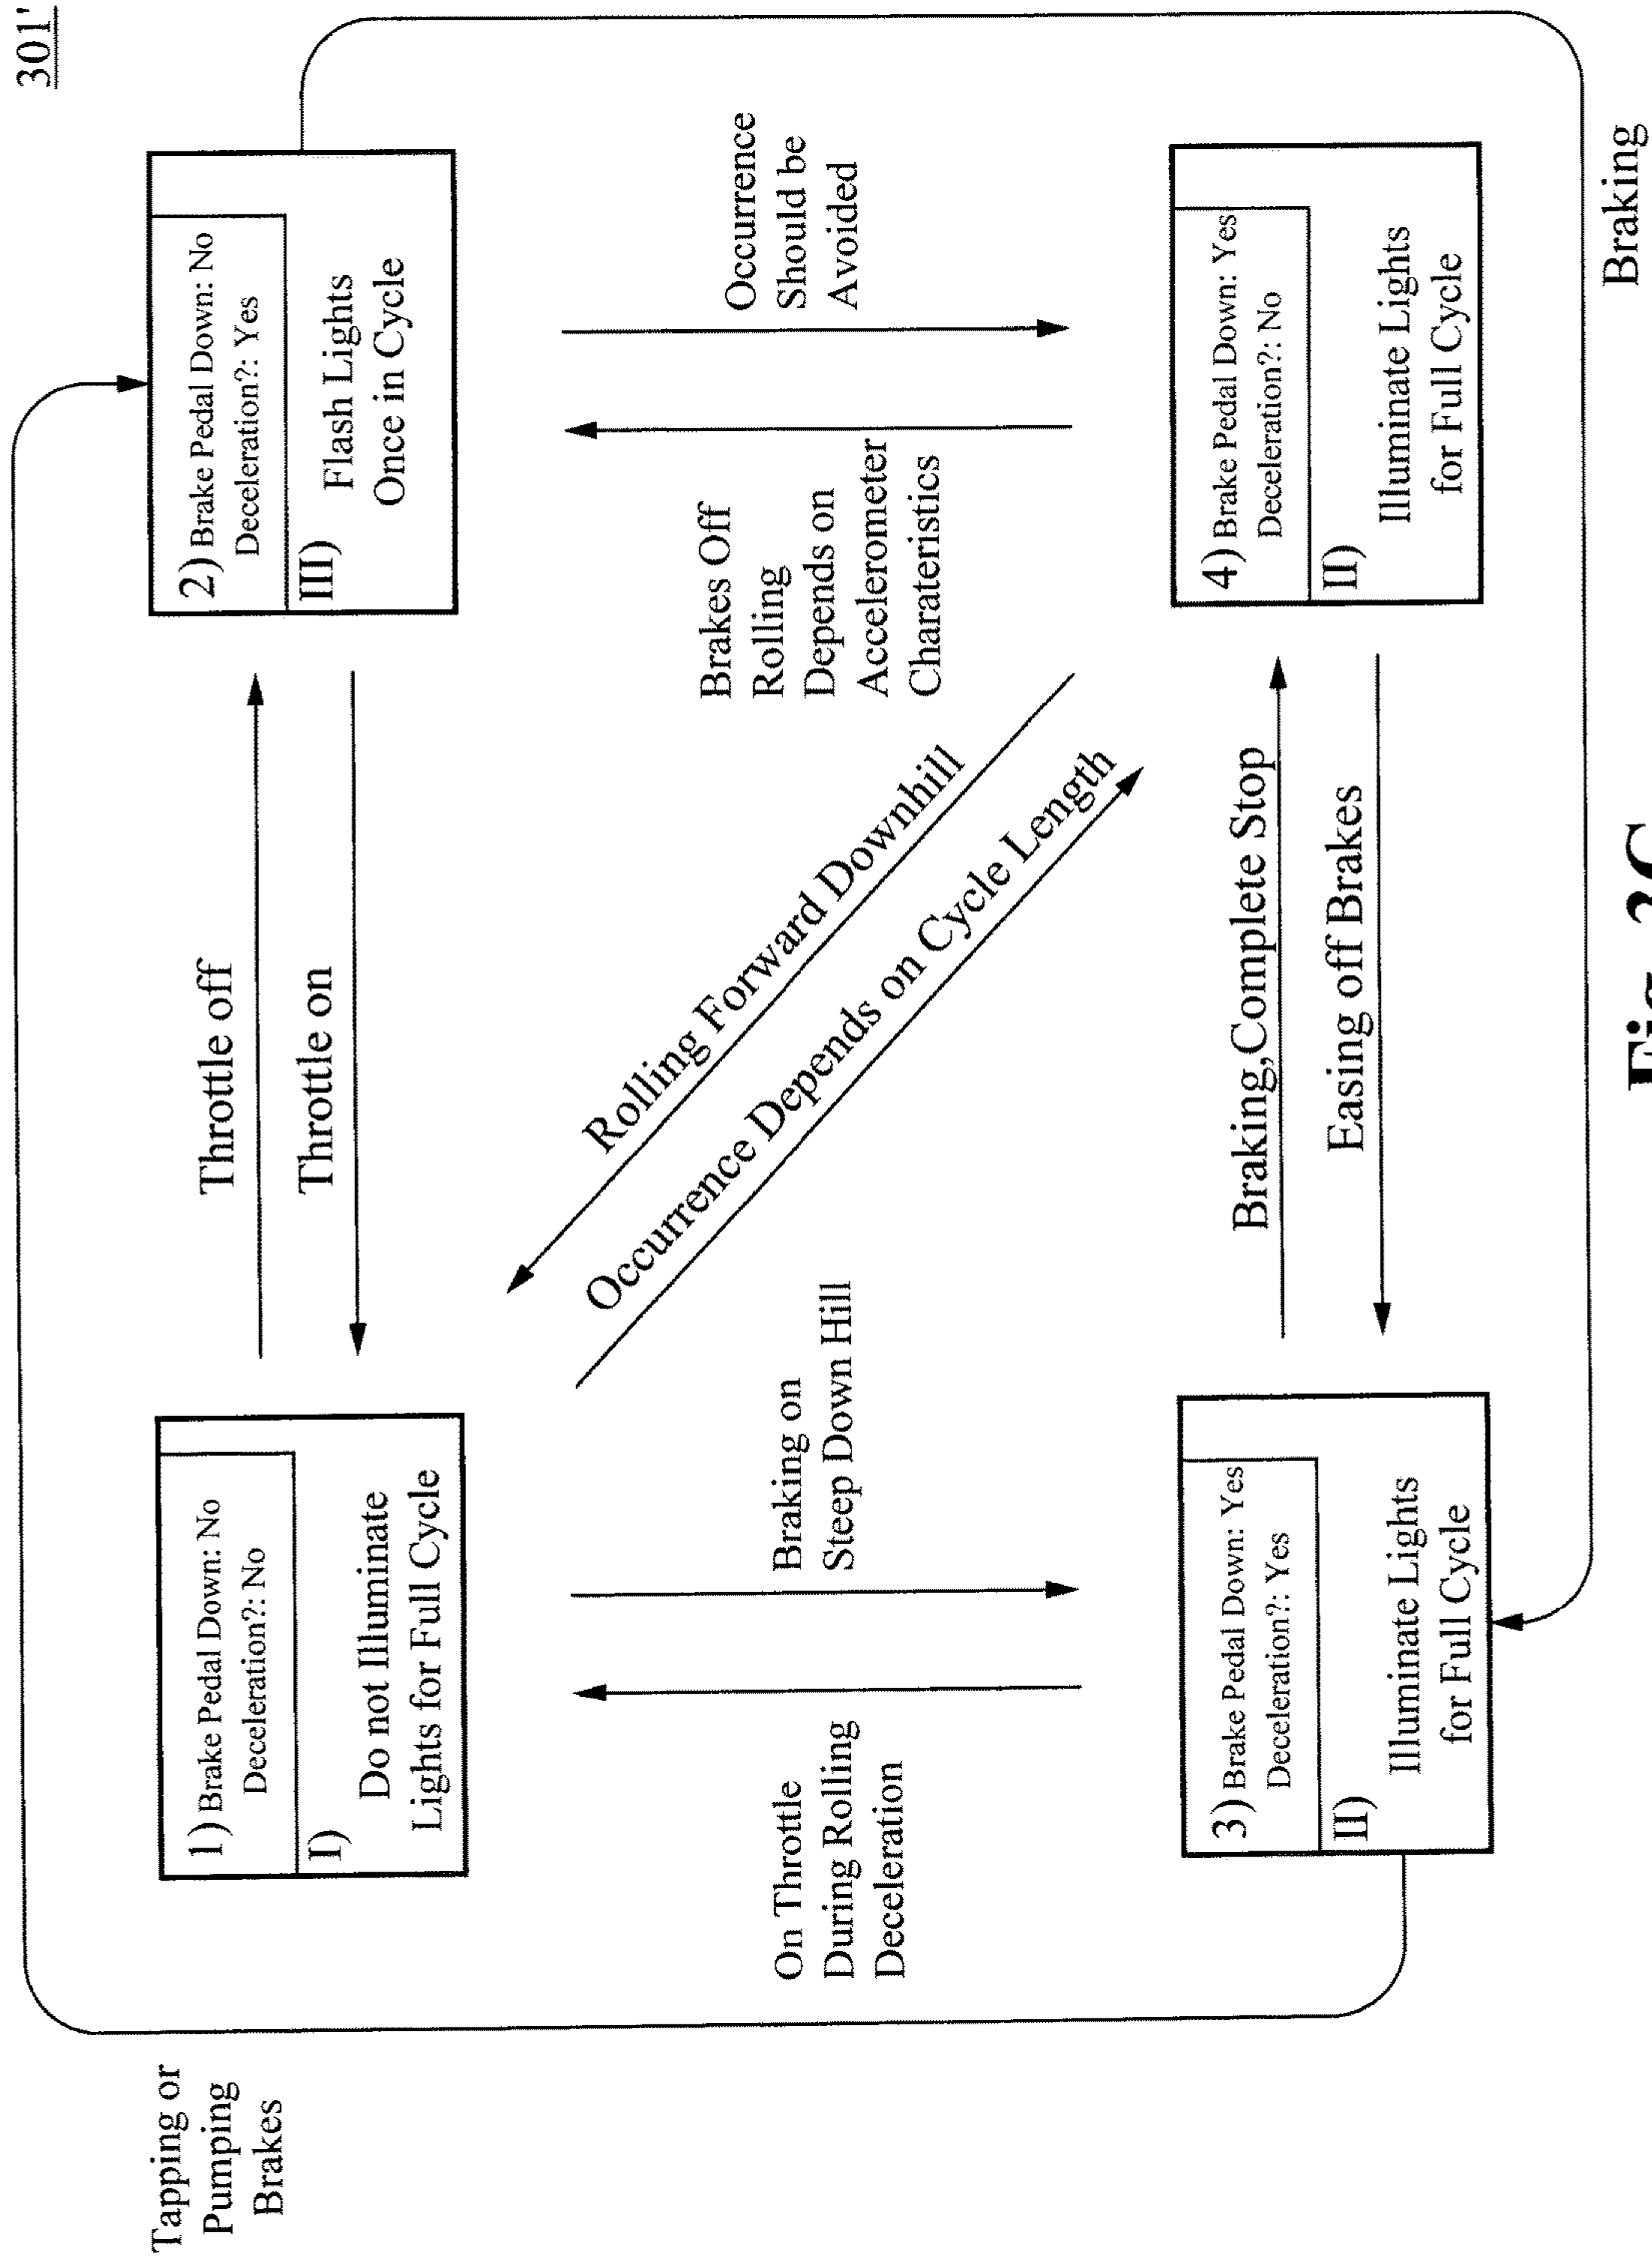 301'
Tapping or
Pumping
Brakes
1) Brake Pedal Down: No
Deceleration?: No
I)
Do not Illuminate
Lights for Full Cycle
Throttle off
Throttle on
2) Brake Pedal Down: No
Deceleration?: Yes
III)
Flash Lights
Once in Cycle
On Throttle
During Rolling
Deceleration
Braking on
Steep Down Hill
Rolling Forward Downhill
Occurrence Depends on Cycle Length
Brakes Off
Rolling
Depends on
Accelerometer
Charateristics
Occurrence
Should be
Avoided
3) Brake Pedal Down: Yes
Deceleration?: Yes
II)
Illuminate Lights
for Full Cycle
Braking,Complete Stop
Easing off Brakes
4) Brake Pedal Down: Yes
Deceleration?: No
II)
Illuminate Lights
for Full Cycle
Braking